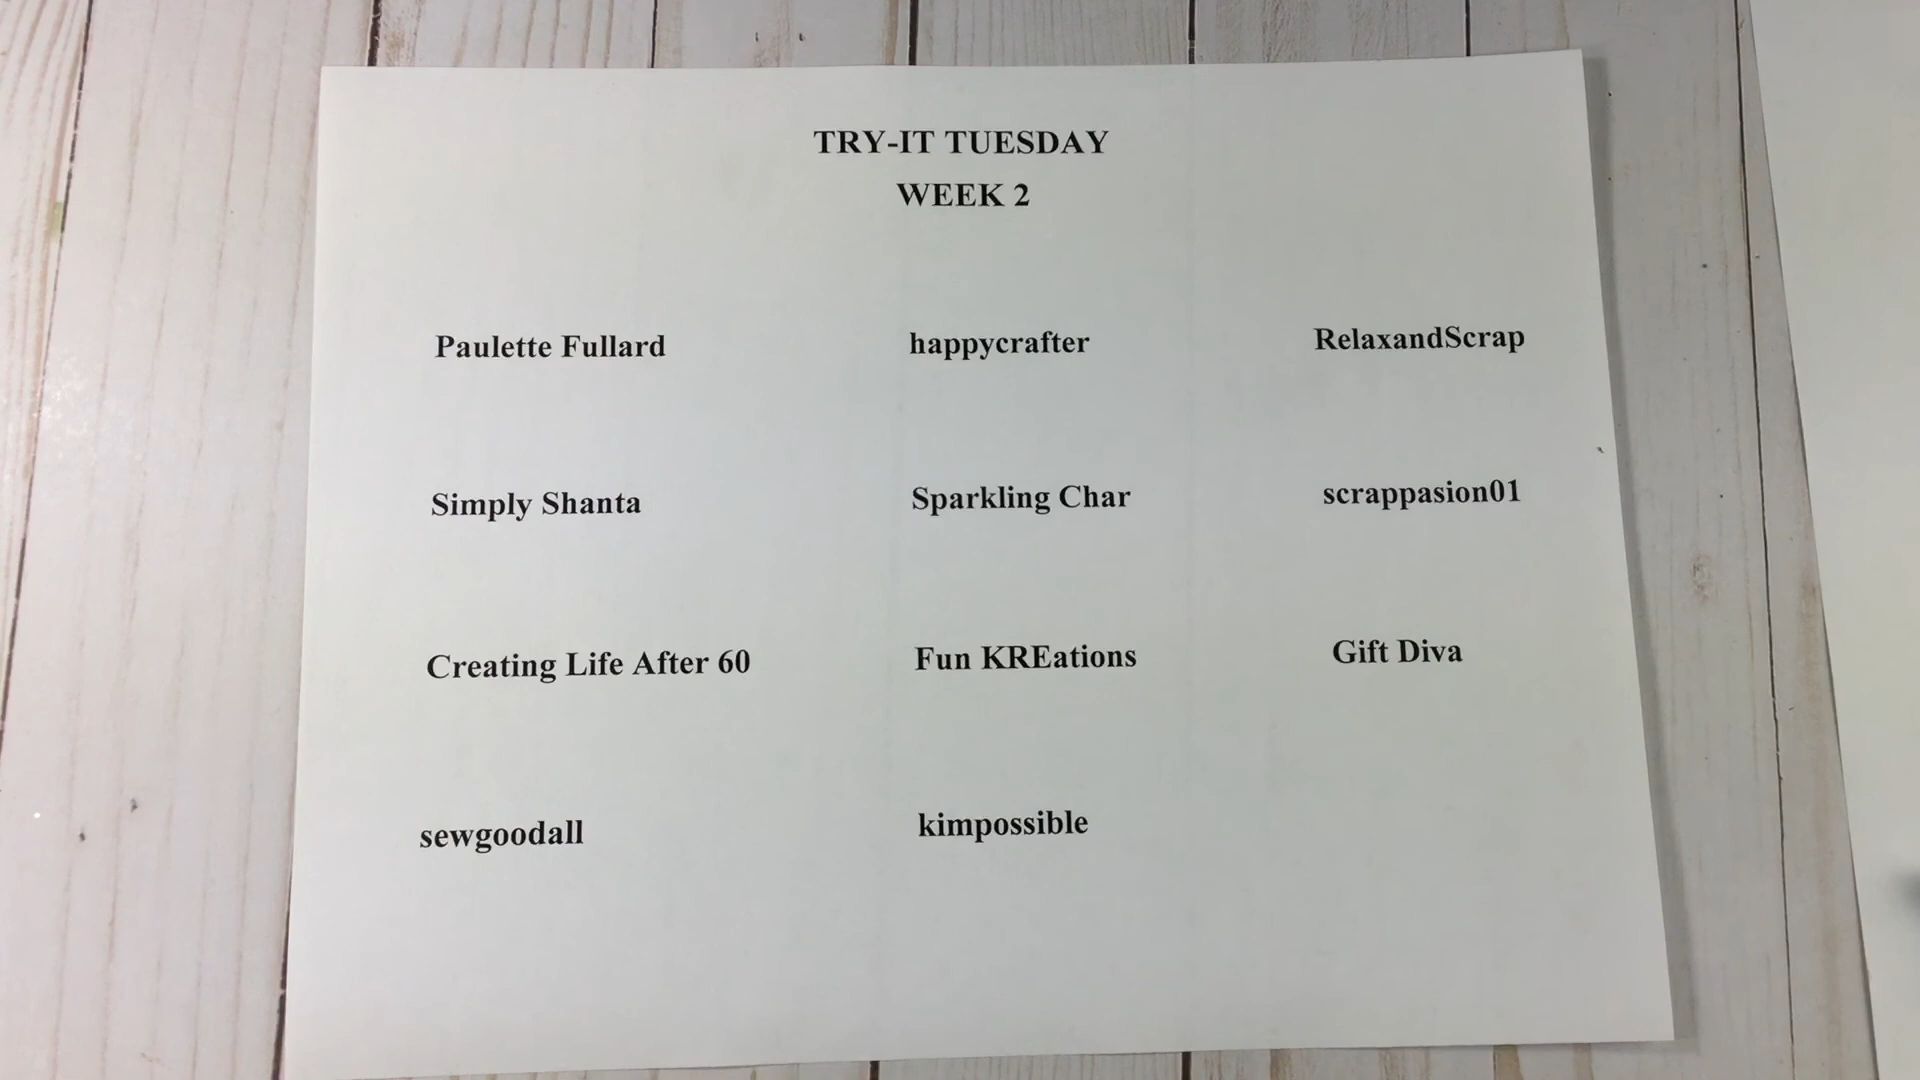 TRY-IT TUESDAY
WEEK 2
Paulette Fullard happycrafter RelaxandScrap
Simply Shanta Sparkling Char scrappasion01
Creating Life After 60 Fun KREations Gift Diva
sewgoodall kimpossible